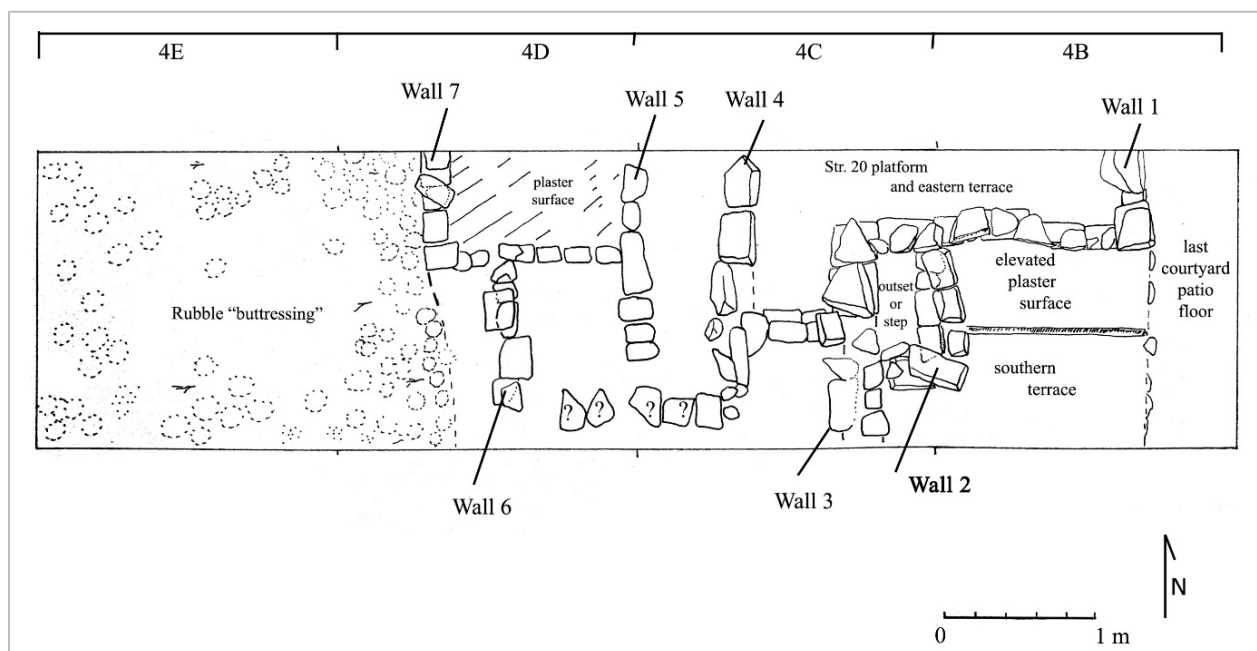 4E
4D
4C
4B
Wall 7
Wall 5
Wall 4
Wall 1
Str. 20 platform
and eastern terrace
plaster
surface
elevated
plaster
surface
last
courtyard
patio
floor
outset
or
step
Rubble “buttressing”
southern
terrace
? ? ? ?
Wall 6
Wall 3
Wall 2
N
0 1 m